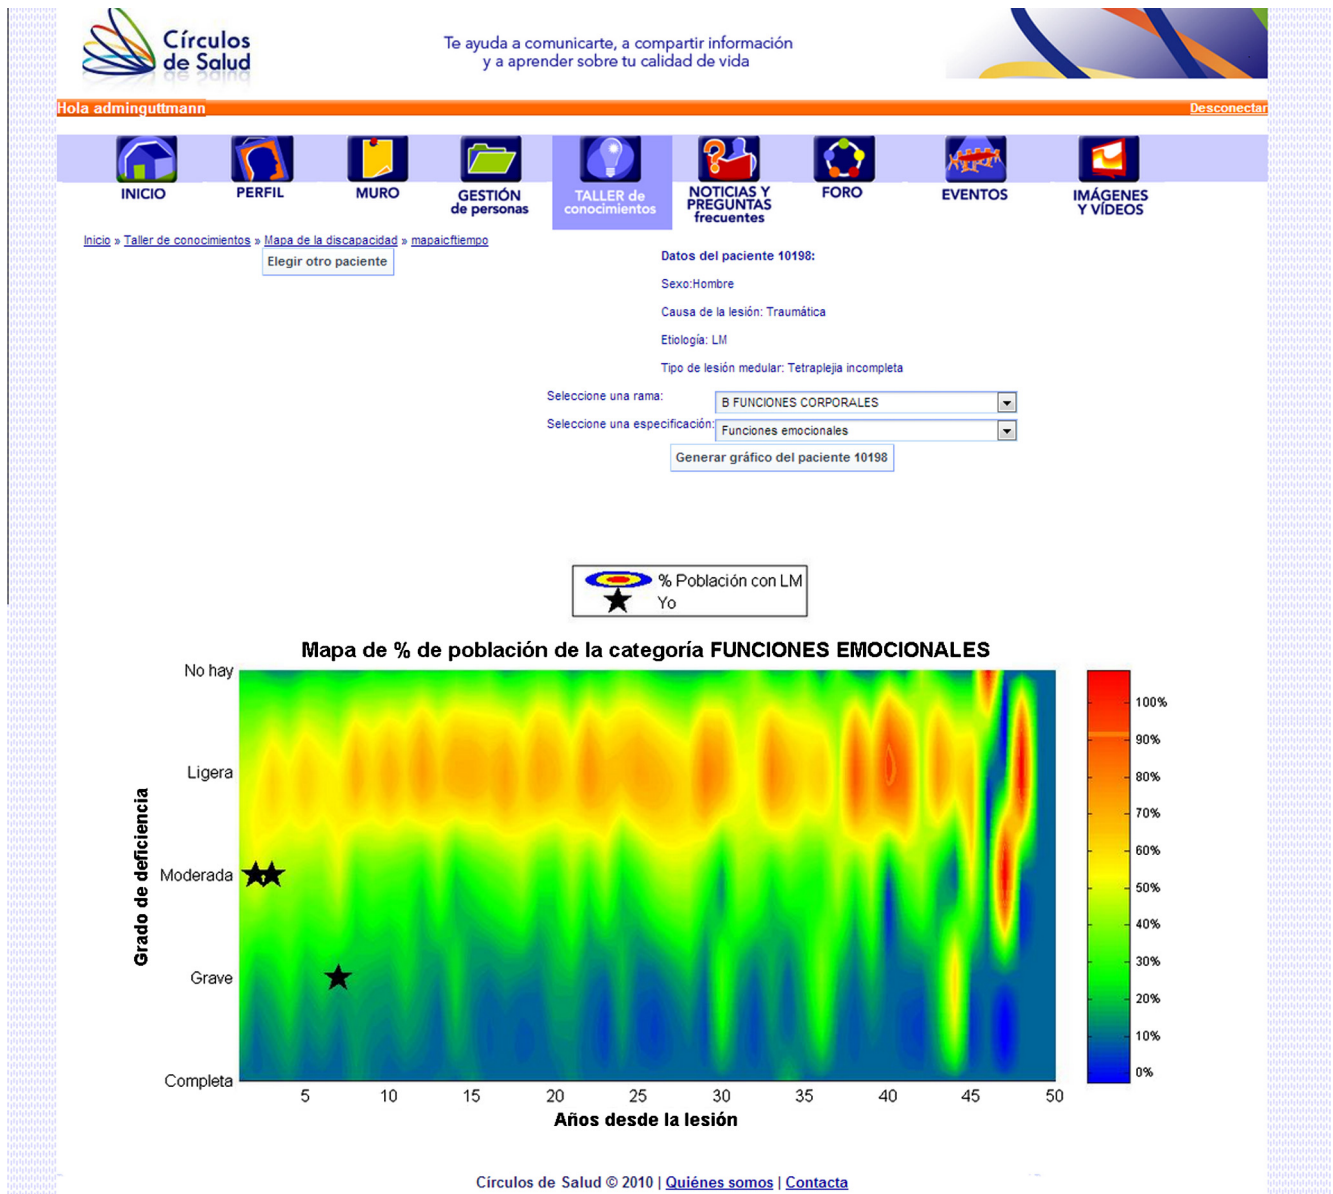 Círculos
de Salud
Te ayuda a comunicarte, a compartir información
y a aprender sobre tu calidad de vida
Hola adminguttmann
Desconectar
INICIO
PERFIL
MURO
GESTIÓN
de personas
TALLER de
conocimientos
NOTICIAS Y
PREGUNTAS
frecuentes
FORO
EVENTOS
IMÁGENES
Y VÍDEOS
Inicio » Taller de conocimientos » Mapa de la discapacidad » mapaicftiempo
Elegir otro paciente
Datos del paciente 10198:
Sexo:Hombre
Causa de la lesión: Traumática
Etiología: LM
Tipo de lesión medular: Tetraplejia incompleta
Seleccione una rama:
B FUNCIONES CORPORALES
Seleccione una especificación:
Funciones emocionales
Generar gráfico del paciente 10198
% Población con LM
Yo
Mapa de % de población de la categoría FUNCIONES EMOCIONALES
Grado de deficiencia
No hay
Ligera
Moderada
Grave
Completa
5 10 15 20 25 30 35 40 45 50
Años desde la lesión
100%
90%
80%
70%
60%
50%
40%
30%
20%
10%
0%
Círculos de Salud © 2010 | Quiénes somos | Contacta